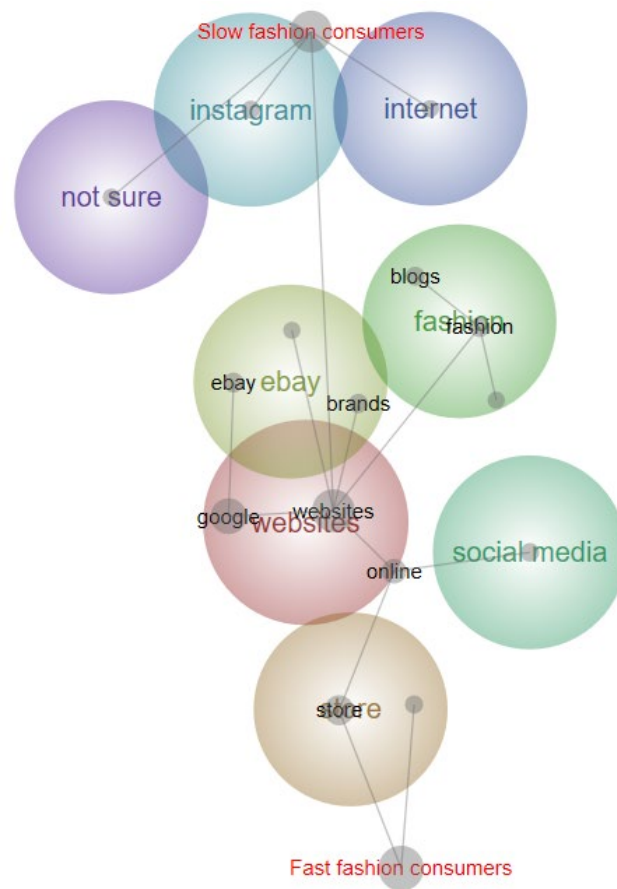 Slow fashion consumers
instagram
internet
not sure
blogs
fashion
fashion
ebay
ebay
brands
google
websites
websites
online
social media
store
store
Fast fashion consumers